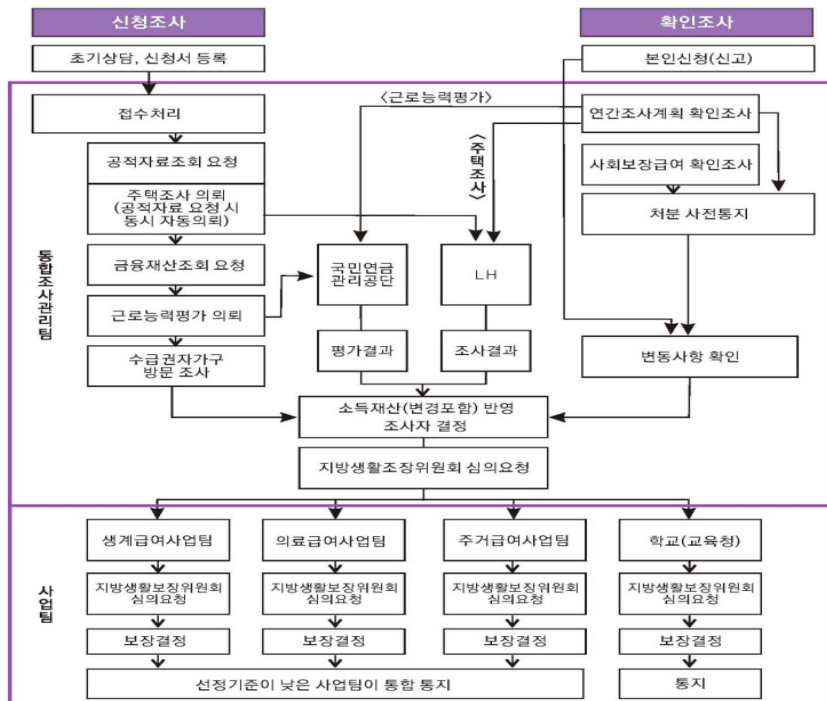 신청조사
확인조사
초기상담, 신청서 등록
본인신청(신고)
통합조사관리팀
접수처리
〈근로능력평가〉
연간조사계획 확인조사
공적자료조회 요청
〈주택조사〉
사회보장급여 확인조사
주택조사 의뢰
(공적자료 요청 시
동시 자동의뢰)
처분 사전통지
금융재산조회 요청
국민연금
관리공단
LH
근로능력평가 의뢰
수급권자가구
방문 조사
평가결과
조사결과
변동사항 확인
소득재산(변경포함) 반영
조사자 결정
지방생활조장위원회 심의요청
사업팀
생계급여사업팀
의료급여사업팀
주거급여사업팀
학교(교육청)
지방생활보장위원회
심의요청
지방생활보장위원회
심의요청
지방생활보장위원회
심의요청
지방생활보장위원회
심의요청
보장결정
보장결정
보장결정
보장결정
선정기준이 낮은 사업팀이 통합 통지
통지